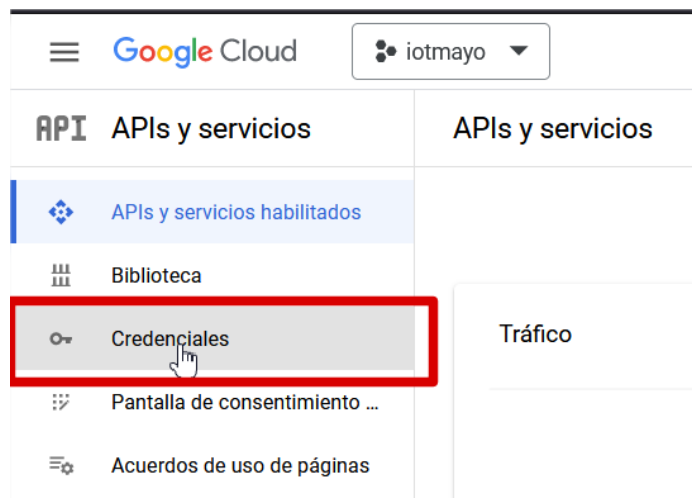 Google Cloud
iotmayo
API APIs y servicios
APIs y servicios
APIs y servicios habilitados
Biblioteca
Credenciales
Tráfico
Pantalla de consentimiento ...
Acuerdos de uso de páginas